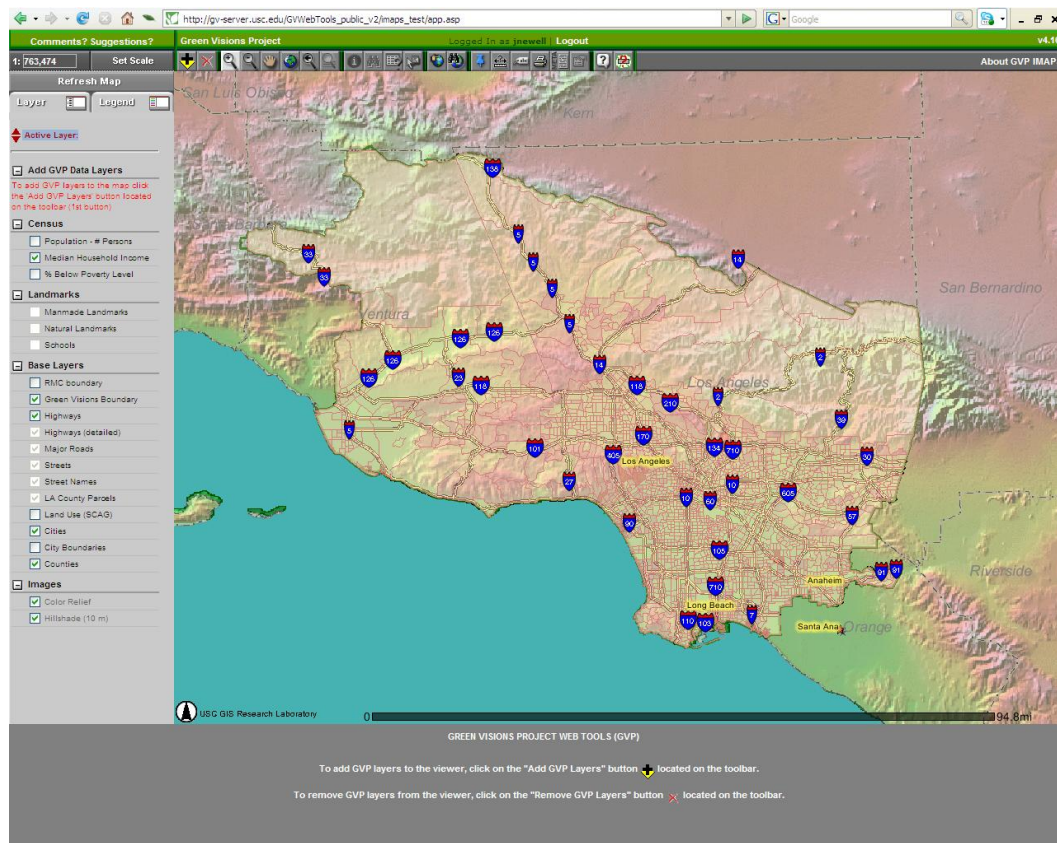 http://gv-server.usc.edu/GVWebTools_public_v2/imaps_test/app.asp
Google
Comments? Suggestions?
Green Visions Project
Logged In as jnewell
Logout
1: 763,474
Set Scale
About GVP IMAP
Refresh Map
Layer
Legend
Active Layer:
Add GVP Data Layers
To add GVP layers to the map click
the 'Add GVP Layers' button located
on the toolbar (1st button)
Census
Population - # Persons
Median Household Income
% Below Poverty Level
Landmarks
Manmade Landmarks
Natural Landmarks
Schools
Base Layers
RMC boundary
Green Visions Boundary
Highways
Highways (detailed)
Major Roads
Streets
Street Names
LA County Parcels
Land Use (SCAG)
Cities
City Boundaries
Counties
Images
Color Relief
Hillshade (10 m)
San Luis Obispo
Kern
138
5
33
5
14
33
5
San Bernardino
Ventura
5
126
126
2
126
14
126
23
118
118
Los Angeles
2
210
39
5
170
101
134
710
405
Los Angeles
30
27
10
605
10
60
90
57
105
Riverside
91
91
Anaheim
710
Long Beach
7
110
103
Santa Ana
Orange
USC GIS Research Laboratory
0
94.8mi
GREEN VISIONS PROJECT WEB TOOLS (GVP)
To add GVP layers to the viewer, click on the "Add GVP Layers" button located on the toolbar.
To remove GVP layers from the viewer, click on the "Remove GVP Layers" button located on the toolbar.